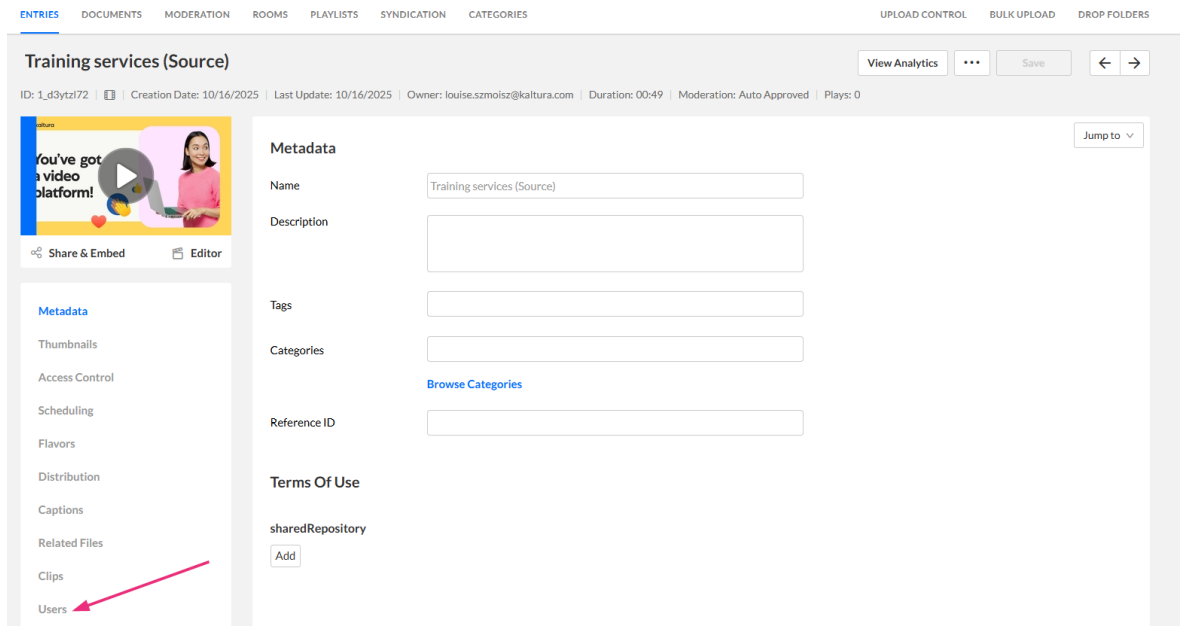 ENTRIES DOCUMENTS MODERATION ROOMS PLAYLISTS SYNDICATION CATEGORIES UPLOAD CONTROL BULK UPLOAD DROP FOLDERS
Training services (Source) View Analytics ••• Save
ID: 1_d3ytzl72 | Creation Date: 10/16/2025 | Last Update: 10/16/2025 | Owner: louise.szmoisz@kaltura.com | Duration: 00:49 | Moderation: Auto Approved | Plays: 0
kaltura
You've got
a video
platform!
Share & Embed Editor
Metadata
Thumbnails
Access Control
Scheduling
Flavors
Distribution
Captions
Related Files
Clips
Users
Jump to
Metadata
Name Training services (Source)
Description
Tags
Categories
Browse Categories
Reference ID
Terms Of Use
sharedRepository
Add